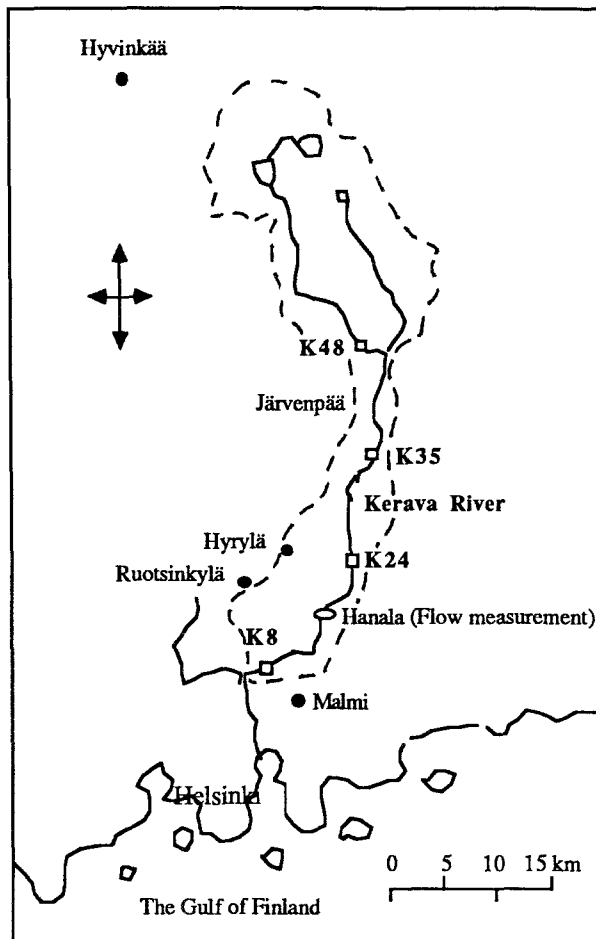 Hyvinkää
K48
Järvenpää
K35
Kerava River
Hyrylä
K24
Ruotsinkylä
Hanala (Flow measurement)
K8
Malmi
Helsinki
0 5 10 15 km
The Gulf of Finland